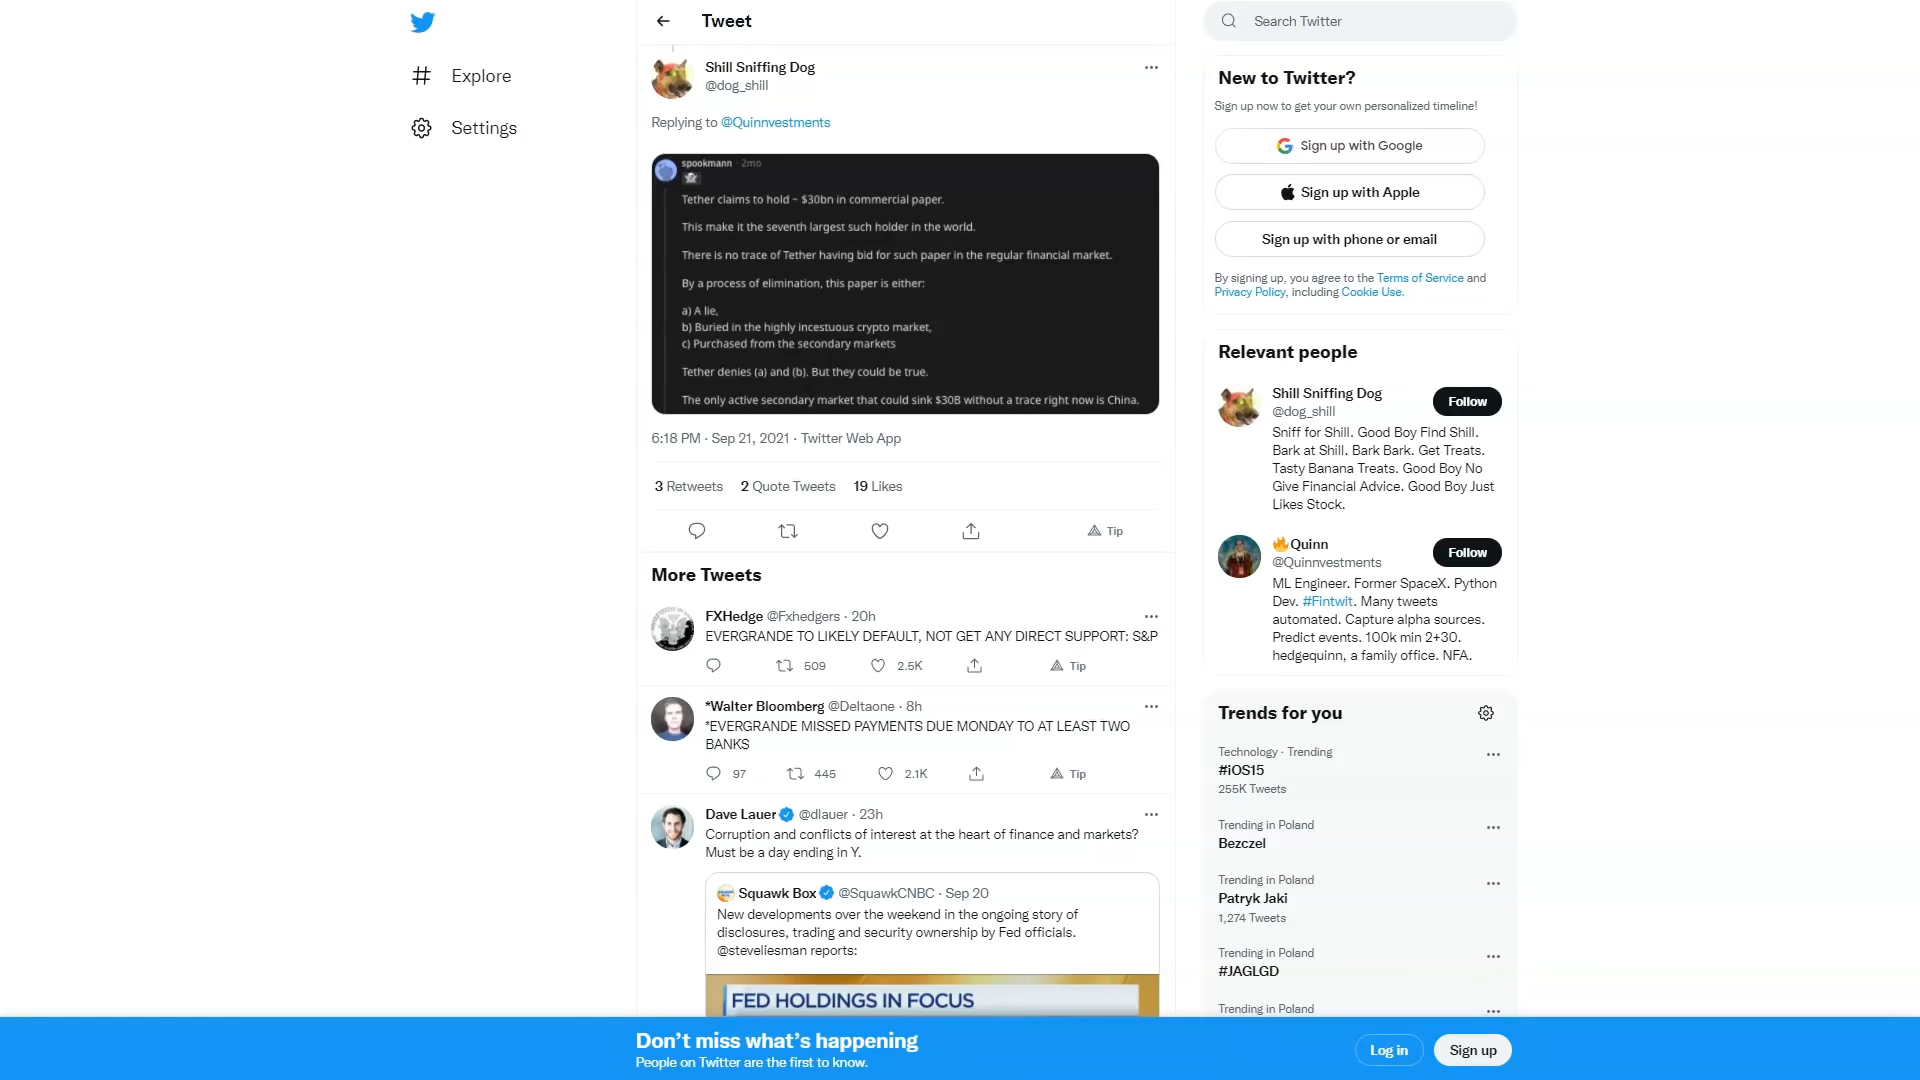 Explore
Settings
Tweet
Shill Sniffing Dog
@dog_shill
Replying to @Quinnvestments
spookmann · 2mo
Tether claims to hold ~ $30bn in commercial paper.
This make it the seventh largest such holder in the world.
There is no trace of Tether having bid for such paper in the regular financial market.
By a process of elimination, this paper is either:
a) A lie,
b) Buried in the highly incestuous crypto market,
c) Purchased from the secondary markets
Tether denies (a) and (b). But they could be true.
The only active secondary market that could sink $30B without a trace right now is China.
6:18 PM · Sep 21, 2021 · Twitter Web App
3 Retweets 2 Quote Tweets 19 Likes
Tip
More Tweets
FXHedge @Fxhedgers · 20h
EVERGRANDE TO LIKELY DEFAULT, NOT GET ANY DIRECT SUPPORT: S&P
509 2.5K Tip
*Walter Bloomberg @Deltaone · 8h
*EVERGRANDE MISSED PAYMENTS DUE MONDAY TO AT LEAST TWO
BANKS
97 445 2.1K Tip
Dave Lauer @dlauer · 23h
Corruption and conflicts of interest at the heart of finance and markets?
Must be a day ending in Y.
Squawk Box @SquawkCNBC · Sep 20
New developments over the weekend in the ongoing story of
disclosures, trading and security ownership by Fed officials.
@steveliesman reports:
FED HOLDINGS IN FOCUS
Search Twitter
New to Twitter?
Sign up now to get your own personalized timeline!
Sign up with Google
Sign up with Apple
Sign up with phone or email
By signing up, you agree to the Terms of Service and
Privacy Policy, including Cookie Use.
Relevant people
Shill Sniffing Dog
@dog_shill
Follow
Sniff for Shill. Good Boy Find Shill.
Bark at Shill. Bark Bark. Get Treats.
Tasty Banana Treats. Good Boy No
Give Financial Advice. Good Boy Just
Likes Stock.
🔥Quinn
@Quinnvestments
Follow
ML Engineer. Former SpaceX. Python
Dev. #Fintwit. Many tweets
automated. Capture alpha sources.
Predict events. 100k min 2+30.
hedgequinn, a family office. NFA.
Trends for you
Technology · Trending
#iOS15
255K Tweets
Trending in Poland
Bezczel
Trending in Poland
Patryk Jaki
1,274 Tweets
Trending in Poland
#JAGLGD
Trending in Poland
Don't miss what's happening
People on Twitter are the first to know.
Log in
Sign up